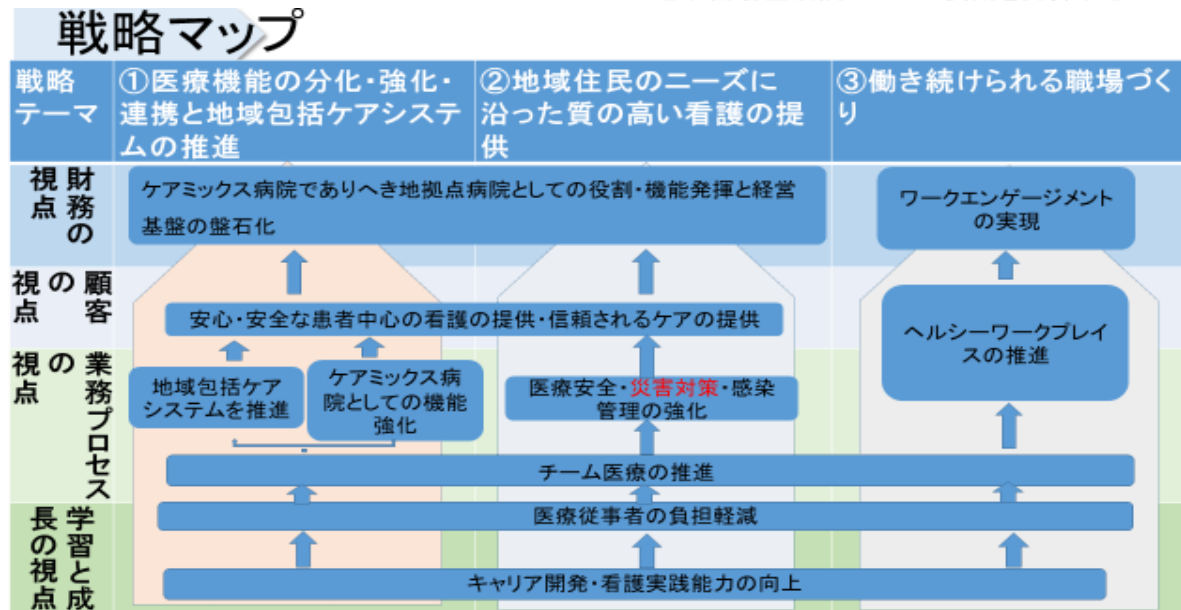 戦略マップ
戦略
テーマ
①医療機能の分化・強化・
連携と地域包括ケアシステ
ムの推進
②地域住民のニーズに
沿った質の高い看護の提
供
③働き続けられる職場づく
り
財務の
視点
ケアミックス病院でありへき地拠点病院としての役割・機能発揮と経営
基盤の盤石化
ワークエンゲージメント
の実現
顧客
の
視点
安心・安全な患者中心の看護の提供・信頼されるケアの提供
ヘルシーワークプレイ
スの推進
業務プロセス
の
視点
地域包括ケア
システムを推進
ケアミックス病
院としての機能
強化
医療安全・災害対策・感染
管理の強化
チーム医療の推進
学習と成
長の視点
医療従事者の負担軽減
キャリア開発・看護実践能力の向上